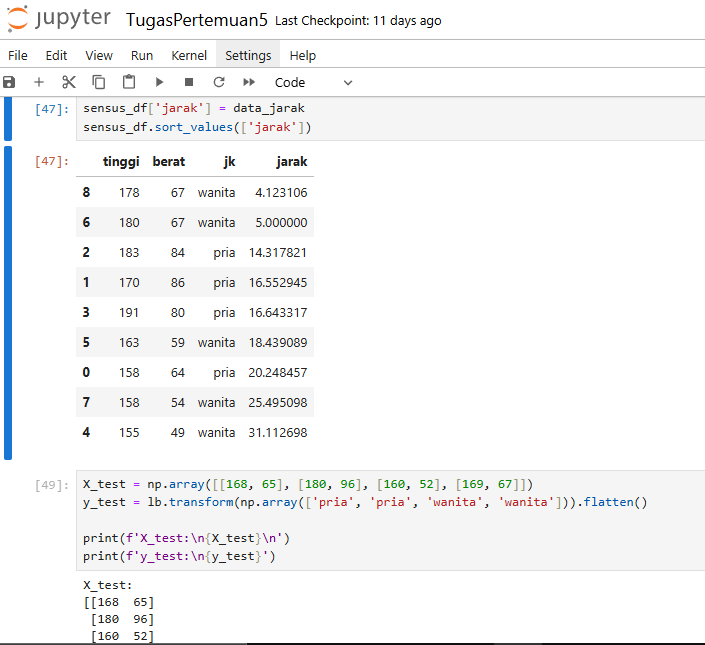 jupyter TugasPertemuan5 Last Checkpoint: 11 days ago
File Edit View Run Kernel Settings Help
Code
[47]: sensus_df['jarak'] = data_jarak
sensus_df.sort_values(['jarak'])
[47]: tinggi berat jk jarak
8 178 67 wanita 4.123106
6 180 67 wanita 5.000000
2 183 84 pria 14.317821
1 170 86 pria 16.552945
3 191 80 pria 16.643317
5 163 59 wanita 18.439089
0 158 64 pria 20.248457
7 158 54 wanita 25.495098
4 155 49 wanita 31.112698
[49]: X_test = np.array([[168, 65], [180, 96], [160, 52], [169, 67]])
y_test = lb.transform(np.array(['pria', 'pria', 'wanita', 'wanita'])).flatten()
print(f'X_test:\n{X_test}\n')
print(f'y_test:\n{y_test}')
X_test:
[[168 65]
[180 96]
[160 52]